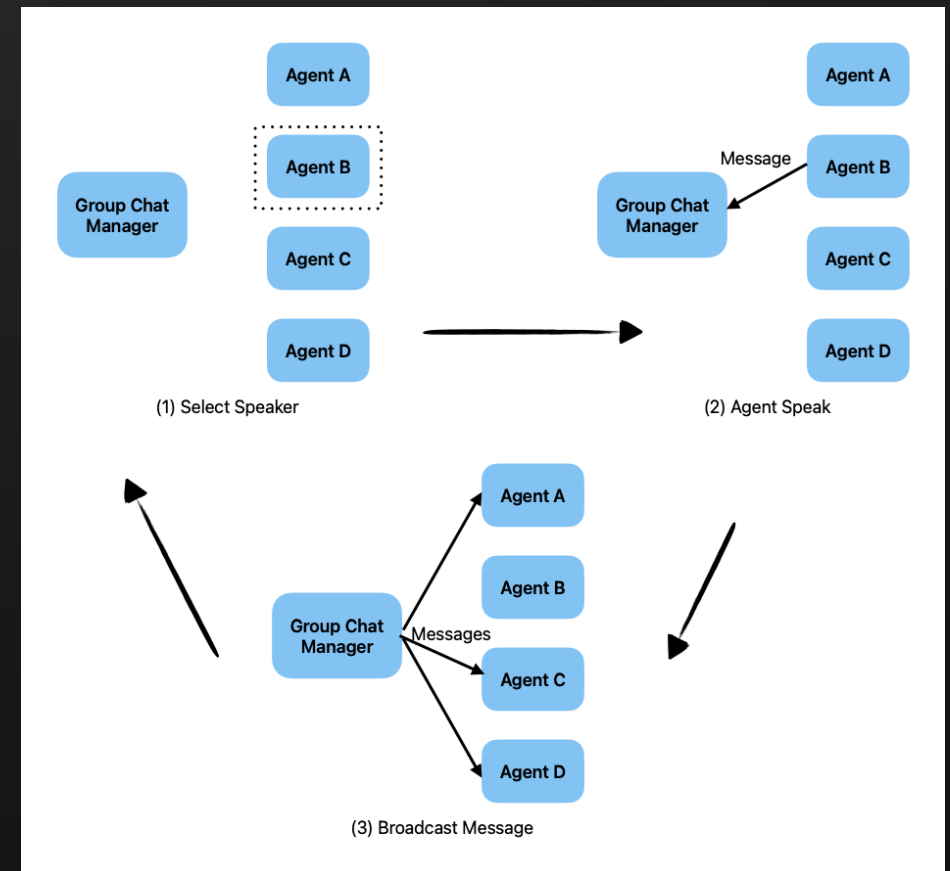 Agent A
Agent B
Group Chat
Manager
Agent C
Agent D
(1) Select Speaker
Agent A
Message
Agent B
Group Chat
Manager
Agent C
Agent D
(2) Agent Speak
Agent A
Agent B
Group Chat
Manager
Messages
Agent C
Agent D
(3) Broadcast Message